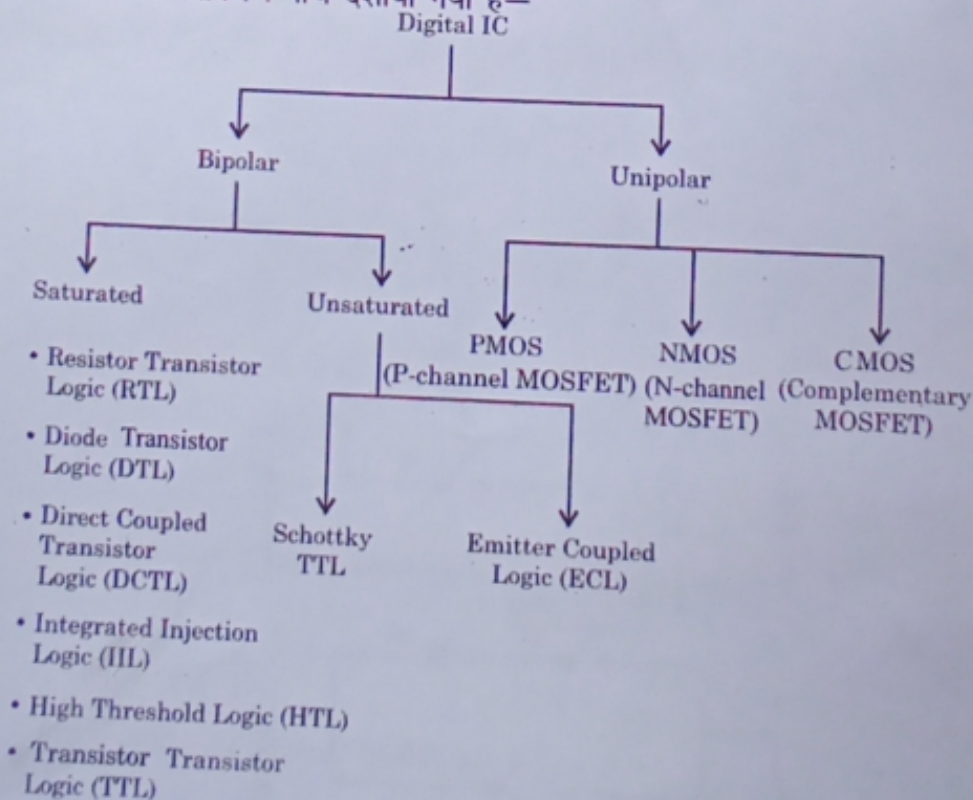 Digital IC
Bipolar
Unipolar
Saturated
Unsaturated
PMOS
(P-channel MOSFET)
NMOS
(N-channel
MOSFET)
CMOS
(Complementary
MOSFET)
• Resistor Transistor
Logic (RTL)
• Diode Transistor
Logic (DTL)
• Direct Coupled
Transistor
Logic (DCTL)
• Integrated Injection
Logic (IIL)
• High Threshold Logic (HTL)
• Transistor Transistor
Logic (TTL)
Schottky
TTL
Emitter Coupled
Logic (ECL)